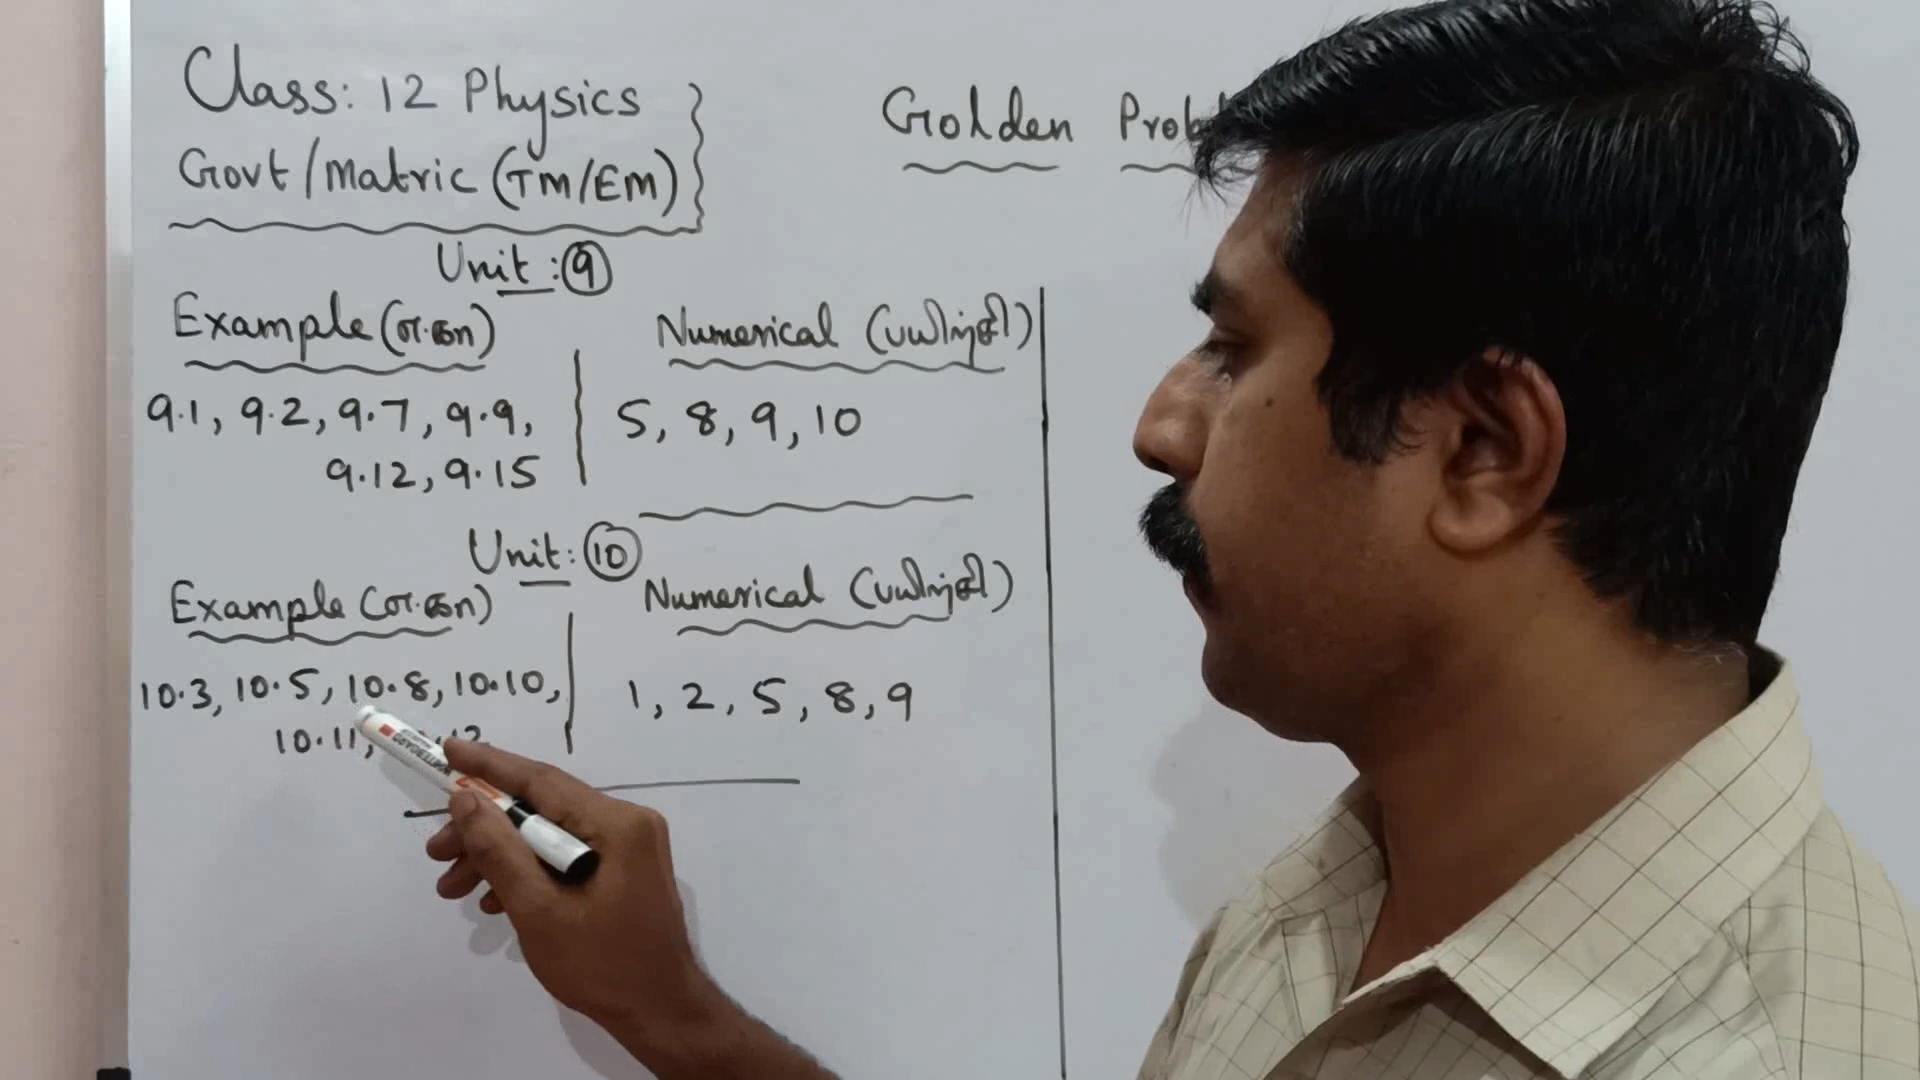 Class: 12 Physics
Govt/Matric (TM/EM)
Golden
Unit: 9
Example (எ.கா)
Numerical (பயிற்சி)
9.1, 9.2, 9.7, 9.9,
9.12, 9.15
5, 8, 9, 10
Unit: 10
Example (எ.கா)
Numerical (பயிற்சி)
10.3, 10.5, 10.8, 10.10,
10.11,
1, 2, 5, 8, 9